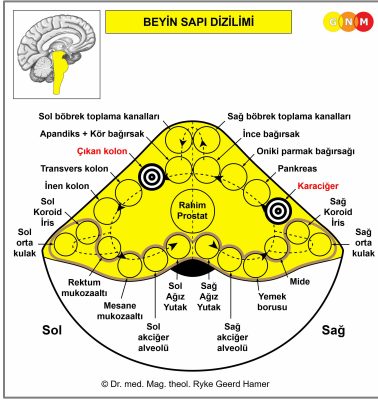 BEYİN SAPI DİZİLİMİ
G N M
Sol böbrek toplama kanalları
Sağ böbrek toplama kanalları
Apandiks + Kör bağırsak
İnce bağırsak
Çıkan kolon
Oniki parmak bağırsağı
Transvers kolon
Pankreas
İnen kolon
Karaciğer
Sol
Koroid
İris
Rahim
Prostat
Sağ
Koroid
İris
Sol
orta
kulak
Sağ
orta
kulak
Rektum
mukozaaltı
Mesane
mukozaaltı
Sol
akciğer
alveolü
Sol
Ağız
Yutak
Sağ
Ağız
Yutak
Sağ
akciğer
alveolü
Yemek
borusu
Mide
Sol
Sağ
© Dr. med. Mag. theol. Ryke Geerd Hamer